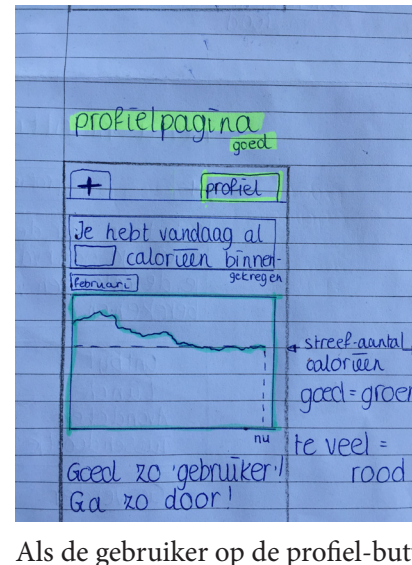 profielpagina
goed
+
profiel
Je hebt vandaag al
calorieën binnen-
gekregen
februari
streef-aantal
calorieën
goed = groen
nu
te veel =
rood
Goed zo 'gebruiker'!
Ga zo door!
Als de gebruiker op de profiel-but